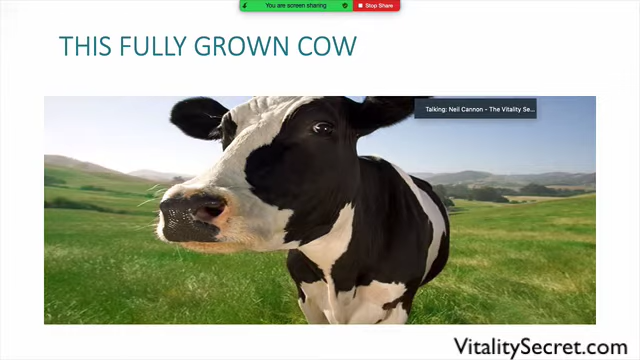 You are screen sharing
Stop Share
THIS FULLY GROWN COW
Talking: Neil Cannon - The Vitality Se...
VitalitySecret.com